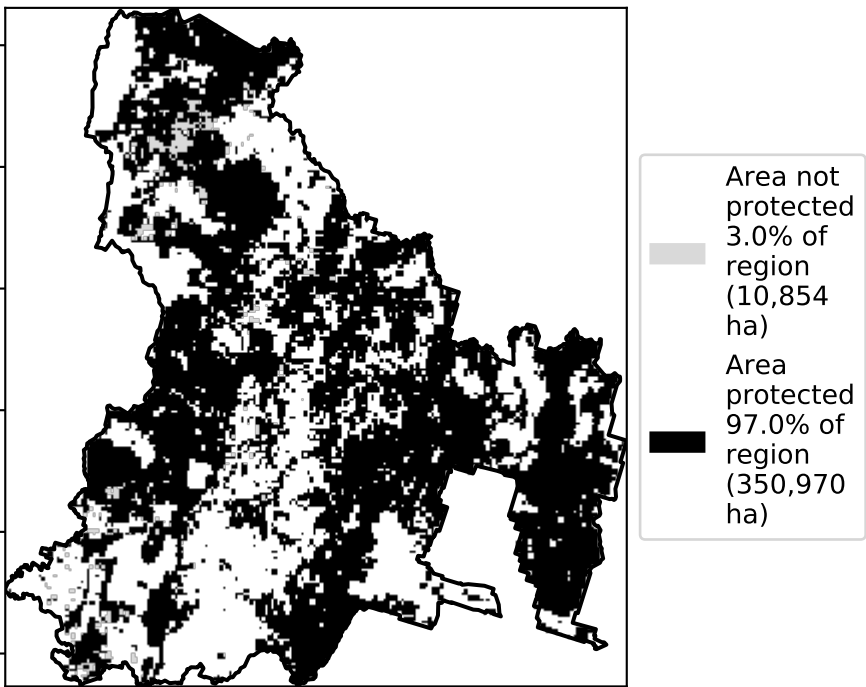 Area not
protected
3.0% of
region
(10,854
ha)
Area
protected
97.0% of
region
(350,970
ha)